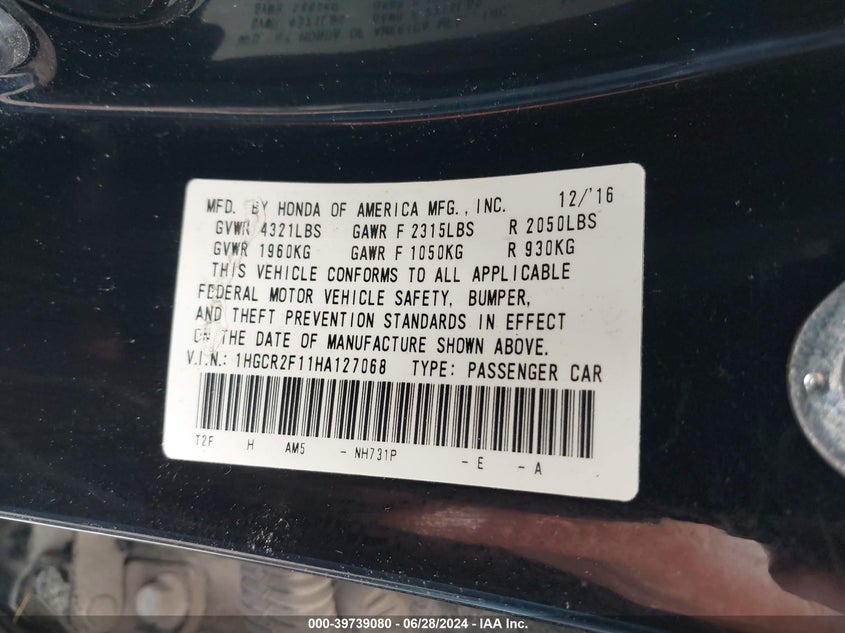 MFD. BY HONDA OF AMERICA MFG., INC. 12/'16
GVWR 4321LBS GAWR F 2315LBS R 2050LBS
GVWR 1960KG GAWR F 1050KG R 930KG
THIS VEHICLE CONFORMS TO ALL APPLICABLE
FEDERAL MOTOR VEHICLE SAFETY, BUMPER,
AND THEFT PREVENTION STANDARDS IN EFFECT
ON THE DATE OF MANUFACTURE SHOWN ABOVE.
V.I.N.: 1HGCR2F11HA127068 TYPE: PASSENGER CAR
T2F H AM5 - NH731P - E - A
000-39739080 / 06/28/2024 - IAA Inc.